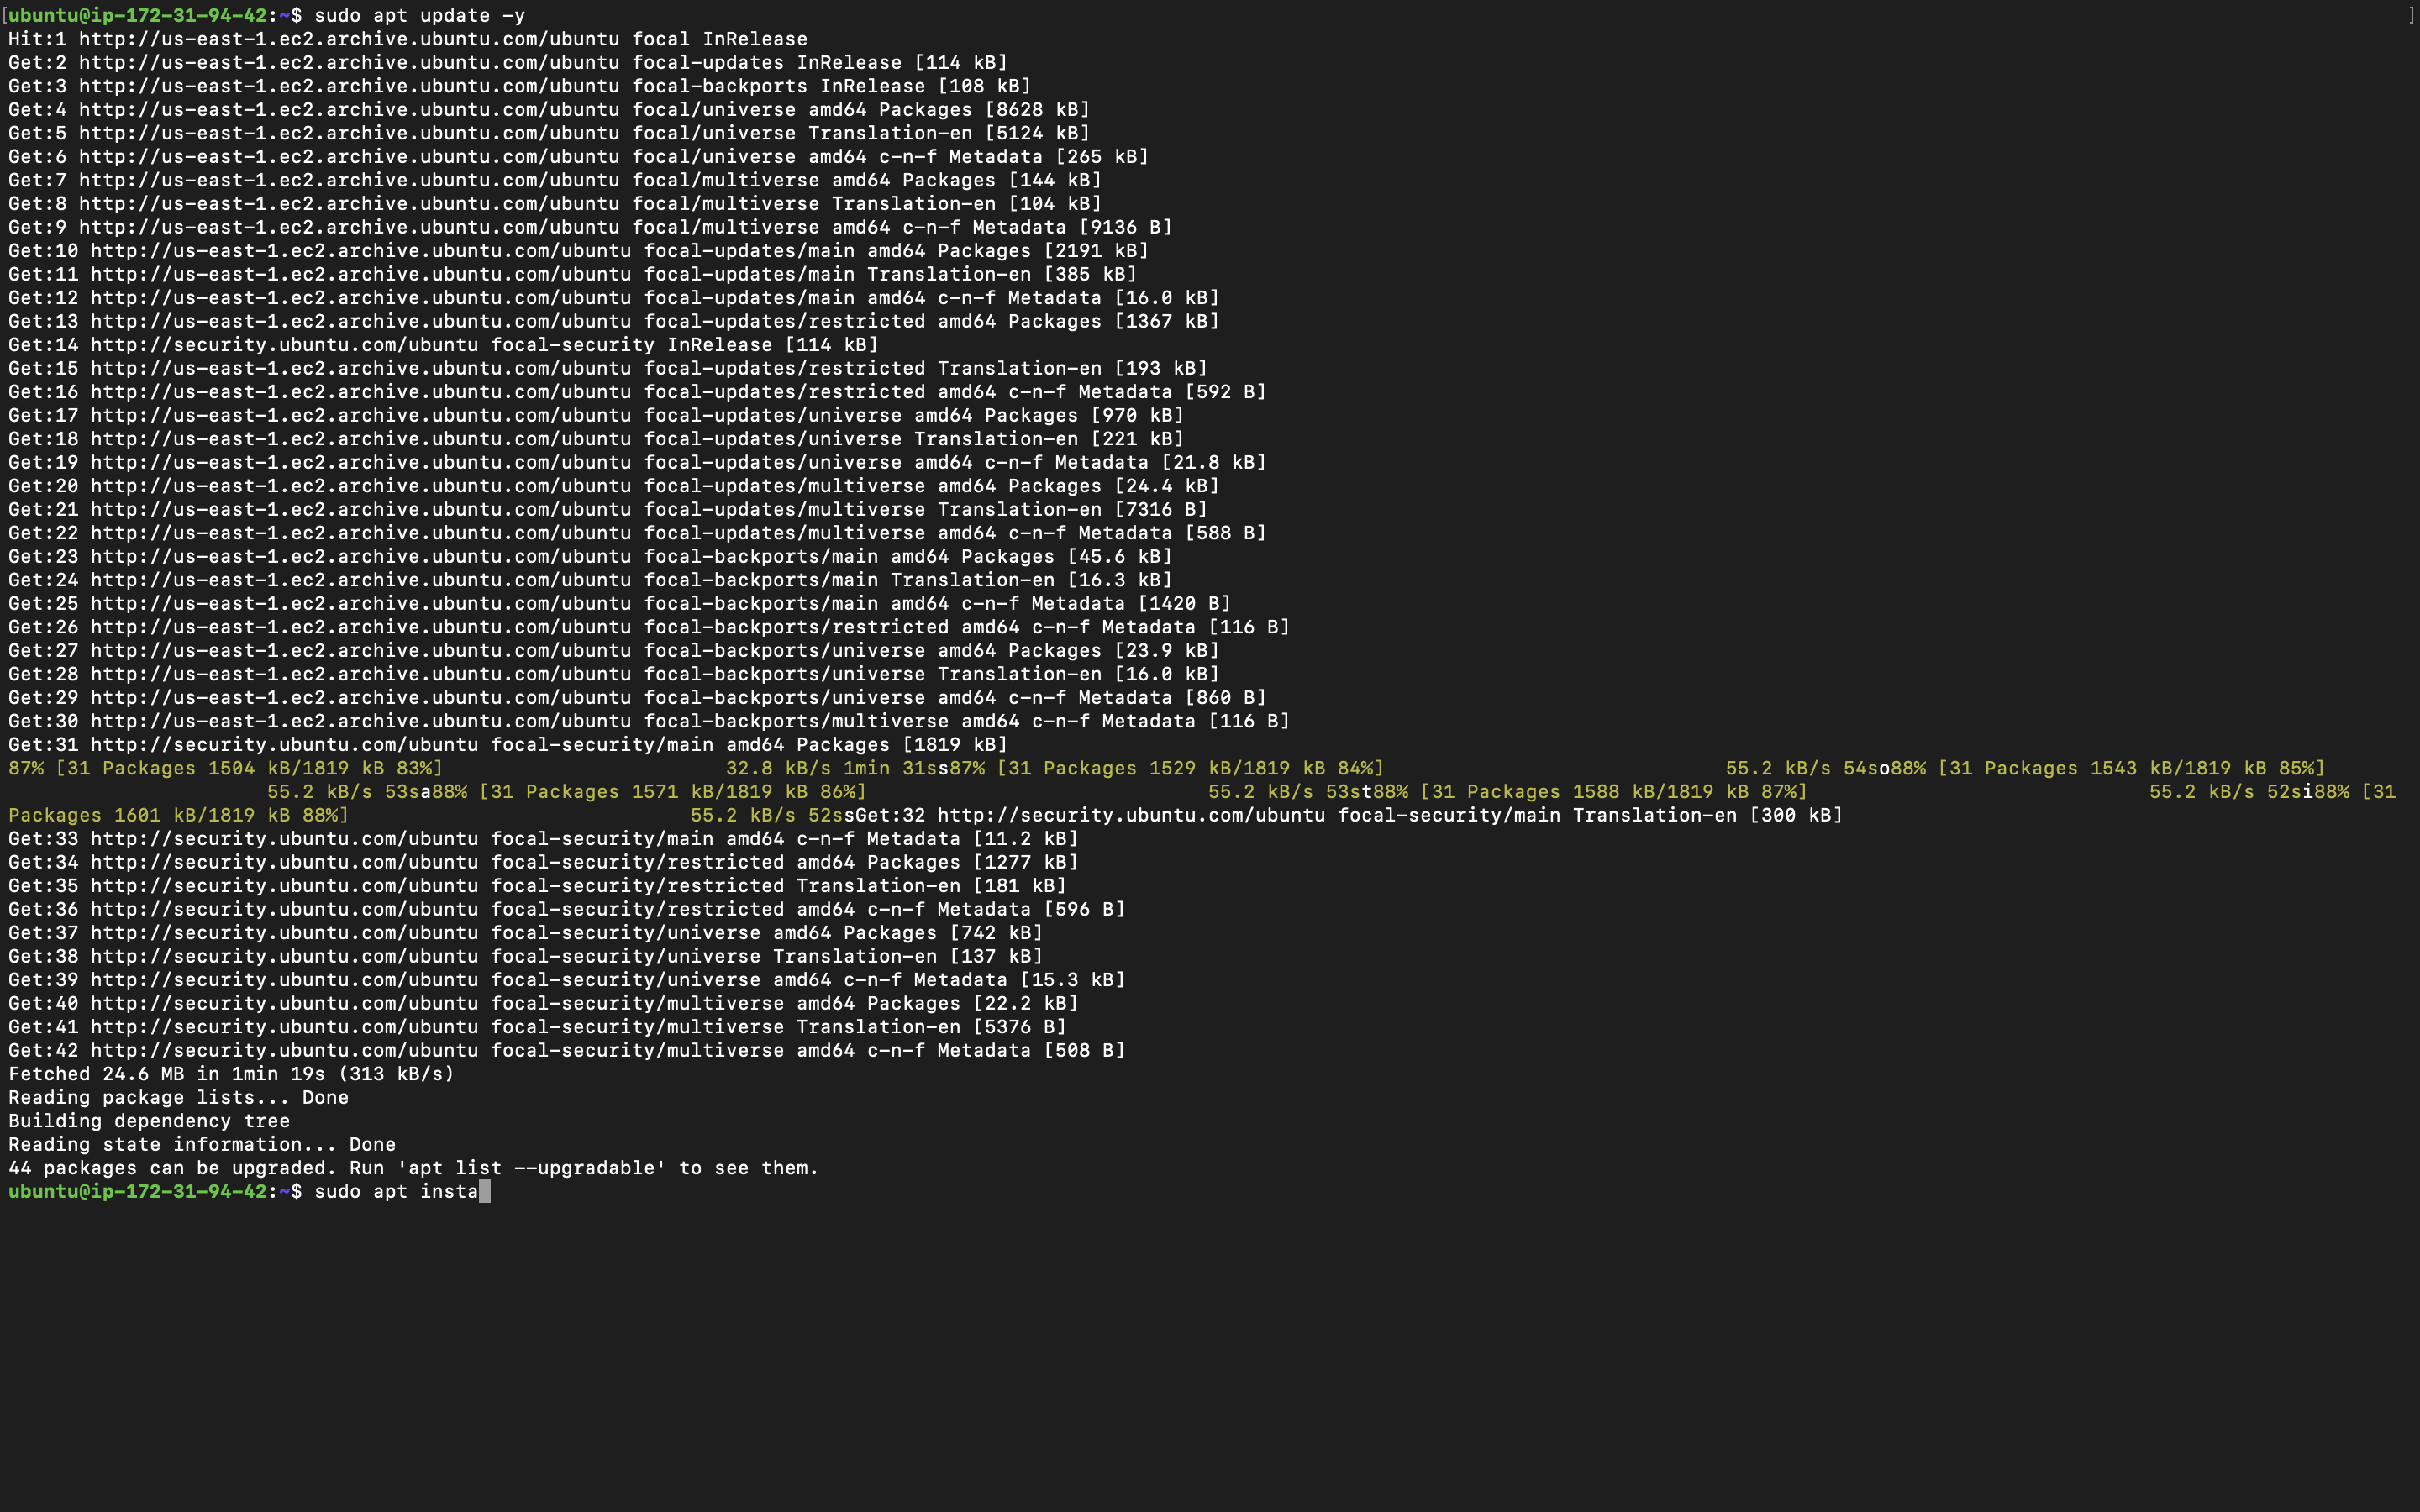 [ubuntu@ip-172-31-94-42:~$ sudo apt update -y ]
Hit:1 http://us-east-1.ec2.archive.ubuntu.com/ubuntu focal InRelease
Get:2 http://us-east-1.ec2.archive.ubuntu.com/ubuntu focal-updates InRelease [114 kB]
Get:3 http://us-east-1.ec2.archive.ubuntu.com/ubuntu focal-backports InRelease [108 kB]
Get:4 http://us-east-1.ec2.archive.ubuntu.com/ubuntu focal/universe amd64 Packages [8628 kB]
Get:5 http://us-east-1.ec2.archive.ubuntu.com/ubuntu focal/universe Translation-en [5124 kB]
Get:6 http://us-east-1.ec2.archive.ubuntu.com/ubuntu focal/universe amd64 c-n-f Metadata [265 kB]
Get:7 http://us-east-1.ec2.archive.ubuntu.com/ubuntu focal/multiverse amd64 Packages [144 kB]
Get:8 http://us-east-1.ec2.archive.ubuntu.com/ubuntu focal/multiverse Translation-en [104 kB]
Get:9 http://us-east-1.ec2.archive.ubuntu.com/ubuntu focal/multiverse amd64 c-n-f Metadata [9136 B]
Get:10 http://us-east-1.ec2.archive.ubuntu.com/ubuntu focal-updates/main amd64 Packages [2191 kB]
Get:11 http://us-east-1.ec2.archive.ubuntu.com/ubuntu focal-updates/main Translation-en [385 kB]
Get:12 http://us-east-1.ec2.archive.ubuntu.com/ubuntu focal-updates/main amd64 c-n-f Metadata [16.0 kB]
Get:13 http://us-east-1.ec2.archive.ubuntu.com/ubuntu focal-updates/restricted amd64 Packages [1367 kB]
Get:14 http://security.ubuntu.com/ubuntu focal-security InRelease [114 kB]
Get:15 http://us-east-1.ec2.archive.ubuntu.com/ubuntu focal-updates/restricted Translation-en [193 kB]
Get:16 http://us-east-1.ec2.archive.ubuntu.com/ubuntu focal-updates/restricted amd64 c-n-f Metadata [592 B]
Get:17 http://us-east-1.ec2.archive.ubuntu.com/ubuntu focal-updates/universe amd64 Packages [970 kB]
Get:18 http://us-east-1.ec2.archive.ubuntu.com/ubuntu focal-updates/universe Translation-en [221 kB]
Get:19 http://us-east-1.ec2.archive.ubuntu.com/ubuntu focal-updates/universe amd64 c-n-f Metadata [21.8 kB]
Get:20 http://us-east-1.ec2.archive.ubuntu.com/ubuntu focal-updates/multiverse amd64 Packages [24.4 kB]
Get:21 http://us-east-1.ec2.archive.ubuntu.com/ubuntu focal-updates/multiverse Translation-en [7316 B]
Get:22 http://us-east-1.ec2.archive.ubuntu.com/ubuntu focal-updates/multiverse amd64 c-n-f Metadata [588 B]
Get:23 http://us-east-1.ec2.archive.ubuntu.com/ubuntu focal-backports/main amd64 Packages [45.6 kB]
Get:24 http://us-east-1.ec2.archive.ubuntu.com/ubuntu focal-backports/main Translation-en [16.3 kB]
Get:25 http://us-east-1.ec2.archive.ubuntu.com/ubuntu focal-backports/main amd64 c-n-f Metadata [1420 B]
Get:26 http://us-east-1.ec2.archive.ubuntu.com/ubuntu focal-backports/restricted amd64 c-n-f Metadata [116 B]
Get:27 http://us-east-1.ec2.archive.ubuntu.com/ubuntu focal-backports/universe amd64 Packages [23.9 kB]
Get:28 http://us-east-1.ec2.archive.ubuntu.com/ubuntu focal-backports/universe Translation-en [16.0 kB]
Get:29 http://us-east-1.ec2.archive.ubuntu.com/ubuntu focal-backports/universe amd64 c-n-f Metadata [860 B]
Get:30 http://us-east-1.ec2.archive.ubuntu.com/ubuntu focal-backports/multiverse amd64 c-n-f Metadata [116 B]
Get:31 http://security.ubuntu.com/ubuntu focal-security/main amd64 Packages [1819 kB]
87% [31 Packages 1504 kB/1819 kB 83%] 32.8 kB/s 1min 31ss87% [31 Packages 1529 kB/1819 kB 84%] 55.2 kB/s 54so88% [31 Packages 1543 kB/1819 kB 85%]
55.2 kB/s 53sa88% [31 Packages 1571 kB/1819 kB 86%] 55.2 kB/s 53st88% [31 Packages 1588 kB/1819 kB 87%] 55.2 kB/s 52si88% [31
Packages 1601 kB/1819 kB 88%] 55.2 kB/s 52ssGet:32 http://security.ubuntu.com/ubuntu focal-security/main Translation-en [300 kB]
Get:33 http://security.ubuntu.com/ubuntu focal-security/main amd64 c-n-f Metadata [11.2 kB]
Get:34 http://security.ubuntu.com/ubuntu focal-security/restricted amd64 Packages [1277 kB]
Get:35 http://security.ubuntu.com/ubuntu focal-security/restricted Translation-en [181 kB]
Get:36 http://security.ubuntu.com/ubuntu focal-security/restricted amd64 c-n-f Metadata [596 B]
Get:37 http://security.ubuntu.com/ubuntu focal-security/universe amd64 Packages [742 kB]
Get:38 http://security.ubuntu.com/ubuntu focal-security/universe Translation-en [137 kB]
Get:39 http://security.ubuntu.com/ubuntu focal-security/universe amd64 c-n-f Metadata [15.3 kB]
Get:40 http://security.ubuntu.com/ubuntu focal-security/multiverse amd64 Packages [22.2 kB]
Get:41 http://security.ubuntu.com/ubuntu focal-security/multiverse Translation-en [5376 B]
Get:42 http://security.ubuntu.com/ubuntu focal-security/multiverse amd64 c-n-f Metadata [508 B]
Fetched 24.6 MB in 1min 19s (313 kB/s)
Reading package lists... Done
Building dependency tree
Reading state information... Done
44 packages can be upgraded. Run 'apt list --upgradable' to see them.
ubuntu@ip-172-31-94-42:~$ sudo apt insta